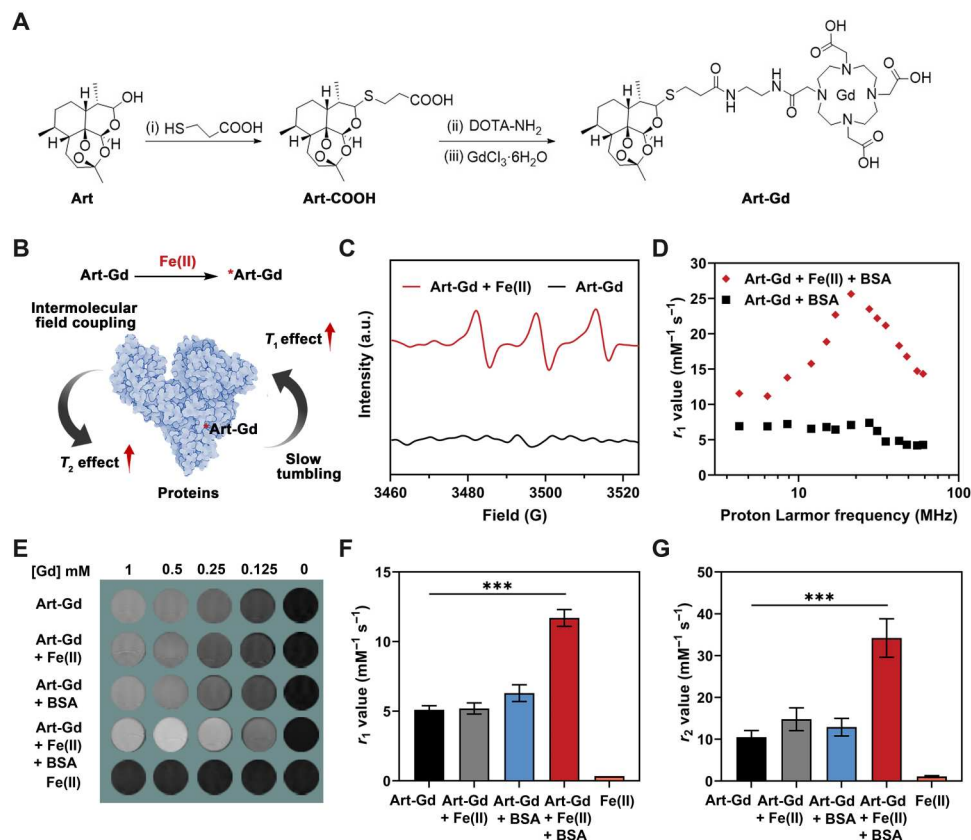 A
H
OH
O
O
H
O
O
Art
(i) HS COOH
H
S
COOH
O
O
H
O
O
Art-COOH
(ii) DOTA-NH2
(iii) GdCl3·6H2O
H
S
O
N
H
H
N
O
O
O
H
O
O
N
N
N
N
Gd
OH
O
O
OH
O
OH
Art-Gd
B
Art-Gd
Fe(II)
*Art-Gd
Intermolecular
field coupling
T1 effect
*Art-Gd
T2 effect
Slow
tumbling
Proteins
C
Art-Gd + Fe(II)
Art-Gd
Intensity (a.u.)
3460
3480
3500
3520
Field (G)
D
30
25
20
15
10
5
0
Art-Gd + Fe(II) + BSA
Art-Gd + BSA
r1 value (mM−1 s−1)
10
100
Proton Larmor frequency (MHz)
E
[Gd] mM
1
0.5
0.25
0.125
0
Art-Gd
Art-Gd
+ Fe(II)
Art-Gd
+ BSA
Art-Gd
+ Fe(II)
+ BSA
Fe(II)
F
15
10
5
0
***
r1 value (mM−1 s−1)
Art-Gd
Art-Gd
+ Fe(II)
Art-Gd
+ BSA
Art-Gd
+ Fe(II)
+ BSA
Fe(II)
G
50
40
30
20
10
0
***
r2 value (mM−1 s−1)
Art-Gd
Art-Gd
+ Fe(II)
Art-Gd
+ BSA
Art-Gd
+ Fe(II)
+ BSA
Fe(II)